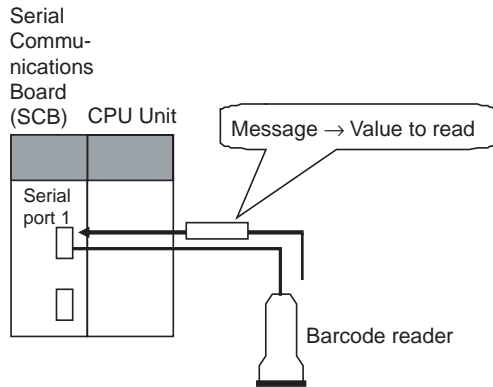 Serial
Commu-
nications
Board
(SCB) CPU Unit
Message → Value to read
Serial
port 1
Barcode reader